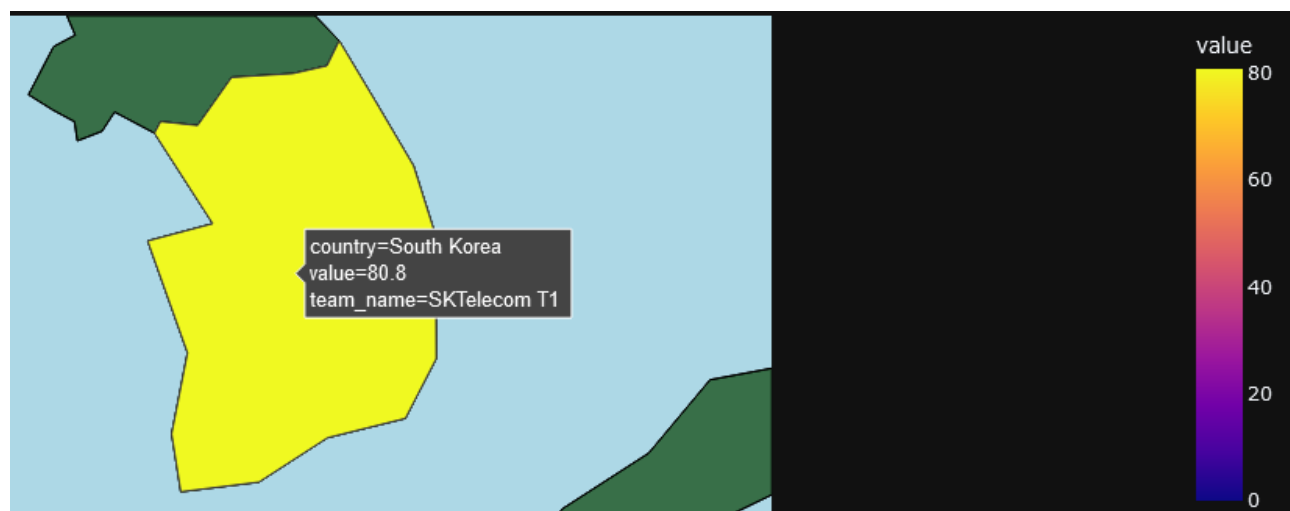 value
80
60
40
20
0
country=South Korea
value=80.8
team_name=SKTelecom T1